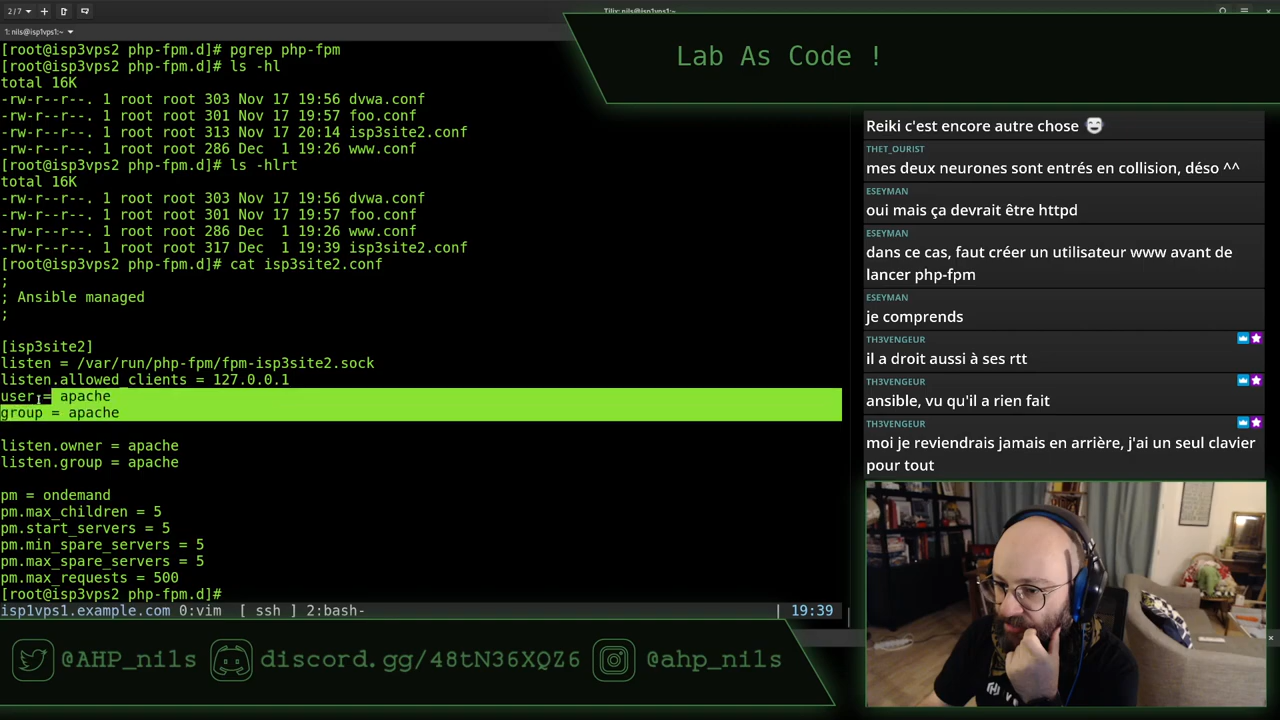 2/7
Tilix: nils@isp1vps1:~
1: nils@isp1vps1:~
[root@isp3vps2 php-fpm.d]# pgrep php-fpm
[root@isp3vps2 php-fpm.d]# ls -hl
total 16K
-rw-r--r--. 1 root root 303 Nov 17 19:56 dvwa.conf
-rw-r--r--. 1 root root 301 Nov 17 19:57 foo.conf
-rw-r--r--. 1 root root 313 Nov 17 20:14 isp3site2.conf
-rw-r--r--. 1 root root 286 Dec  1 19:26 www.conf
[root@isp3vps2 php-fpm.d]# ls -hlrt
total 16K
-rw-r--r--. 1 root root 303 Nov 17 19:56 dvwa.conf
-rw-r--r--. 1 root root 301 Nov 17 19:57 foo.conf
-rw-r--r--. 1 root root 286 Dec  1 19:26 www.conf
-rw-r--r--. 1 root root 317 Dec  1 19:39 isp3site2.conf
[root@isp3vps2 php-fpm.d]# cat isp3site2.conf
;
; Ansible managed
;
[isp3site2]
listen = /var/run/php-fpm/fpm-isp3site2.sock
listen.allowed_clients = 127.0.0.1
user = apache
group = apache
listen.owner = apache
listen.group = apache
pm = ondemand
pm.max_children = 5
pm.start_servers = 5
pm.min_spare_servers = 5
pm.max_spare_servers = 5
pm.max_requests = 500
[root@isp3vps2 php-fpm.d]#
isp1vps1.example.com 0:vim  [ ssh ] 2:bash- | 19:39
Lab As Code !
Reiki c'est encore autre chose
THET_OURIST
mes deux neurones sont entrés en collision, déso ^^
ESEYMAN
oui mais ça devrait être httpd
ESEYMAN
dans ce cas, faut créer un utilisateur www avant de
lancer php-fpm
ESEYMAN
je comprends
TH3VENGEUR
il a droit aussi à ses rtt
TH3VENGEUR
ansible, vu qu'il a rien fait
TH3VENGEUR
moi je reviendrais jamais en arrière, j'ai un seul clavier
pour tout
@AHP_nils discord.gg/48tN36XQZ6 @ahp_nils